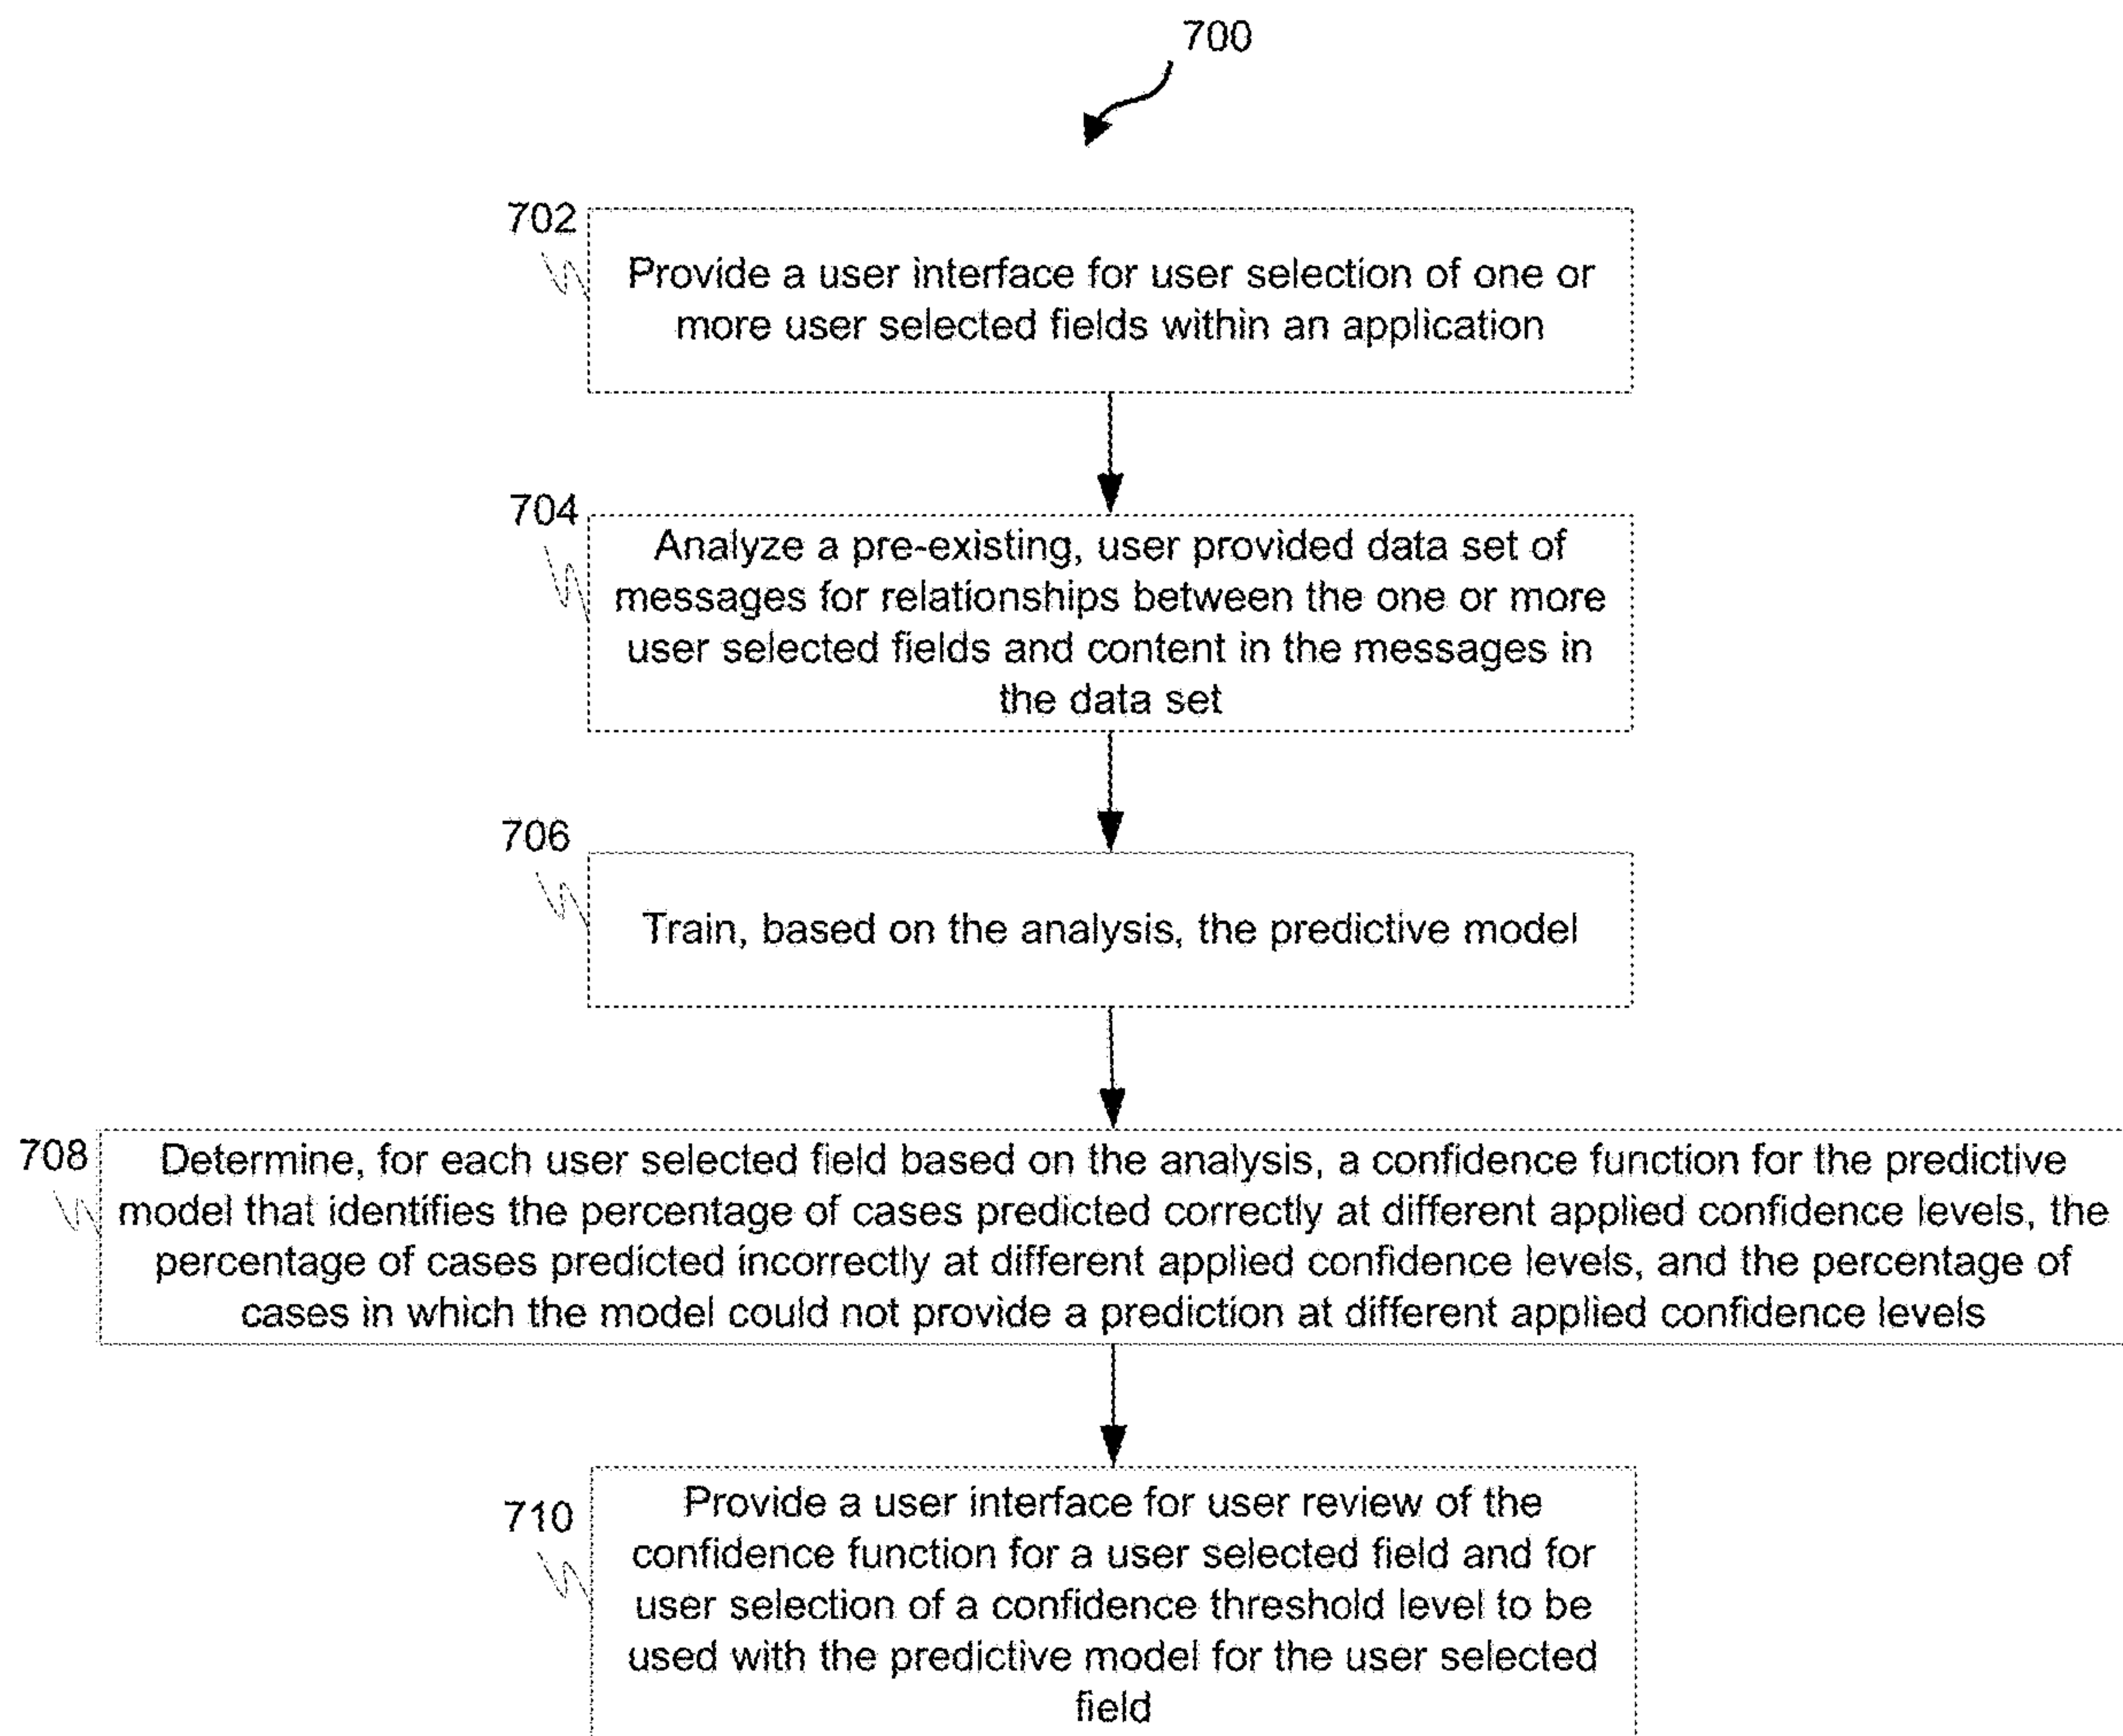 700
702
Provide a user interface for user selection of one or
more user selected fields within an application
704
Analyze a pre-existing, user provided data set of
messages for relationships between the one or more
user selected fields and content in the messages in
the data set
706
Train, based on the analysis, the predictive model
708
Determine, for each user selected field based on the analysis, a confidence function for the predictive
model that identifies the percentage of cases predicted correctly at different applied confidence levels, the
percentage of cases predicted incorrectly at different applied confidence levels, and the percentage of
cases in which the model could not provide a prediction at different applied confidence levels
710
Provide a user interface for user review of the
confidence function for a user selected field and for
user selection of a confidence threshold level to be
used with the predictive model for the user selected
field